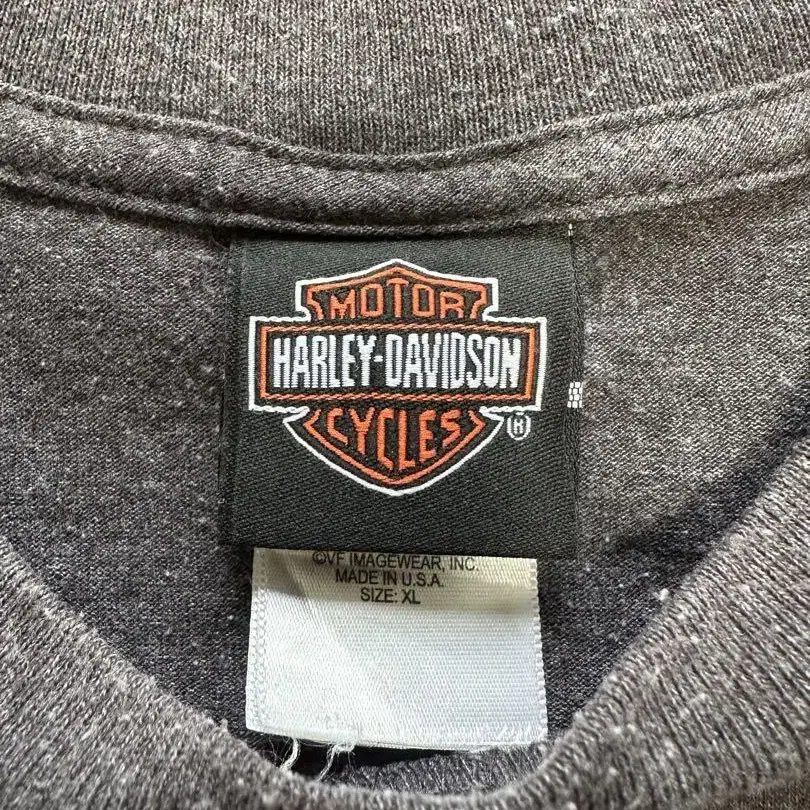 MOTOR
HARLEY-DAVIDSON
CYCLES
®
©VF IMAGEWEAR, INC.
MADE IN U.S.A.
SIZE: XL